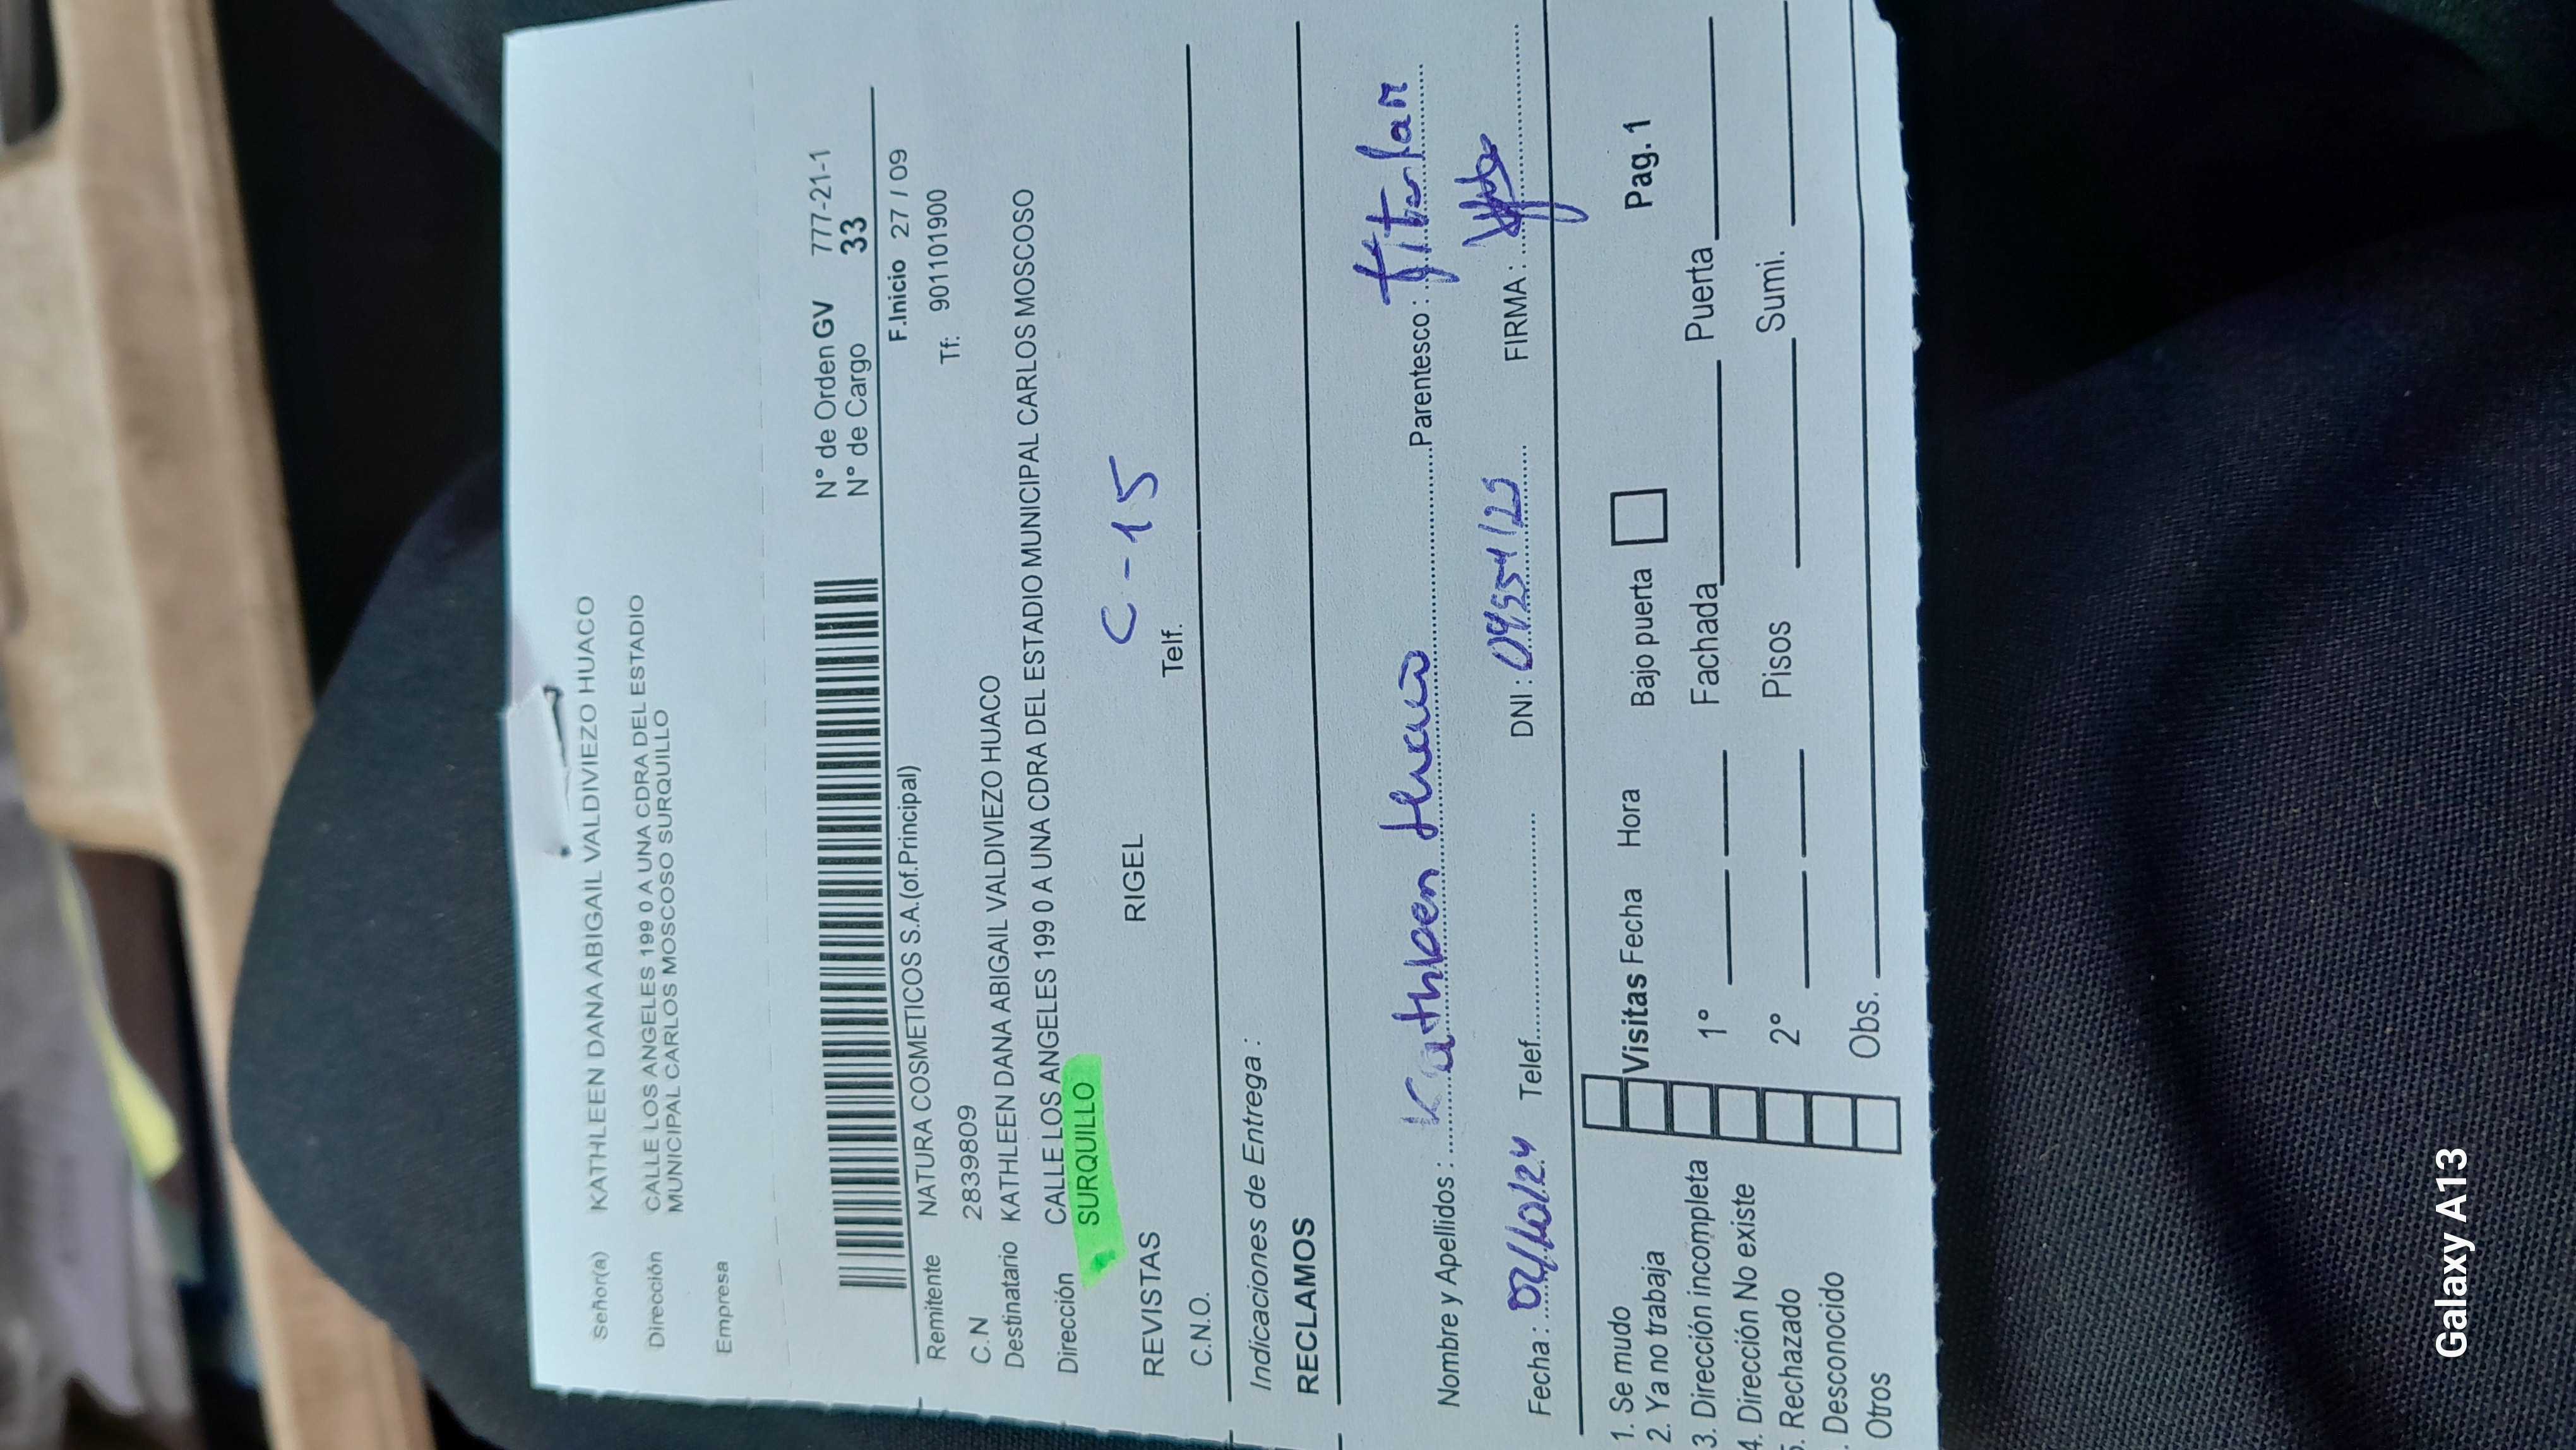 Señor(a) KATHLEEN DANA ABIGAIL VALDIVIEZO HUACO
Dirección CALLE LOS ANGELES 199 0 A UNA CDRA DEL ESTADIO
MUNICIPAL CARLOS MOSCOSO SURQUILLO
Empresa
N° de Orden GV 777-21-1
N° de Cargo 33
F.Inicio 27 / 09
Remitente NATURA COSMETICOS S.A.(of.Principal)
Tf: 901101900
C.N 28839809
Destinatario KATHLEEN DANA ABIGAIL VALDIVIEZO HUACO
Dirección CALLE LOS ANGELES 199 0 A UNA CDRA DEL ESTADIO MUNICIPAL CARLOS MOSCOSO
SURQUILLO
REVISTAS RIGEL C-15
C.N.O. Telf.
Indicaciones de Entrega :
RECLAMOS
Nombre y Apellidos : Kathleen Parentesco : titular
Fecha : Telef. DNI : FIRMA :
1. Se mudo
2. Ya no trabaja
3. Dirección incompleta
4. Dirección No existe
5. Rechazado
. Desconocido
Otros
Visitas Fecha Hora Bajo puerta Pag. 1
1° Fachada Puerta
2° Pisos Sumi.
Obs.
Galaxy A13